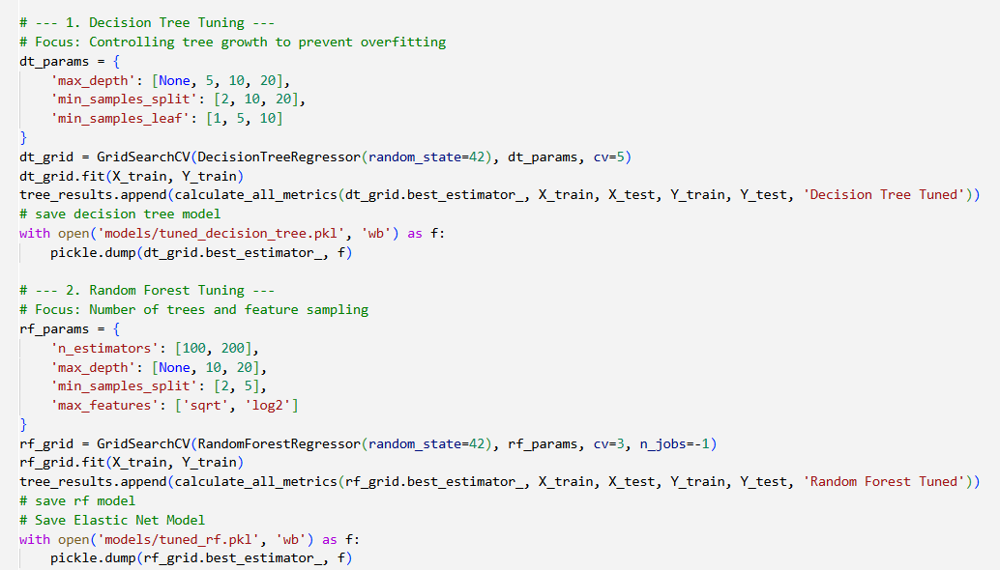 # --- 1. Decision Tree Tuning ---
# Focus: Controlling tree growth to prevent overfitting
dt_params = {
    'max_depth': [None, 5, 10, 20],
    'min_samples_split': [2, 10, 20],
    'min_samples_leaf': [1, 5, 10]
}
dt_grid = GridSearchCV(DecisionTreeRegressor(random_state=42), dt_params, cv=5)
dt_grid.fit(X_train, Y_train)
tree_results.append(calculate_all_metrics(dt_grid.best_estimator_, X_train, X_test, Y_train, Y_test, 'Decision Tree Tuned'))
# save decision tree model
with open('models/tuned_decision_tree.pkl', 'wb') as f:
    pickle.dump(dt_grid.best_estimator_, f)

# --- 2. Random Forest Tuning ---
# Focus: Number of trees and feature sampling
rf_params = {
    'n_estimators': [100, 200],
    'max_depth': [None, 10, 20],
    'min_samples_split': [2, 5],
    'max_features': ['sqrt', 'log2']
}
rf_grid = GridSearchCV(RandomForestRegressor(random_state=42), rf_params, cv=3, n_jobs=-1)
rf_grid.fit(X_train, Y_train)
tree_results.append(calculate_all_metrics(rf_grid.best_estimator_, X_train, X_test, Y_train, Y_test, 'Random Forest Tuned'))
# save rf model
# Save Elastic Net Model
with open('models/tuned_rf.pkl', 'wb') as f:
    pickle.dump(rf_grid.best_estimator_, f)